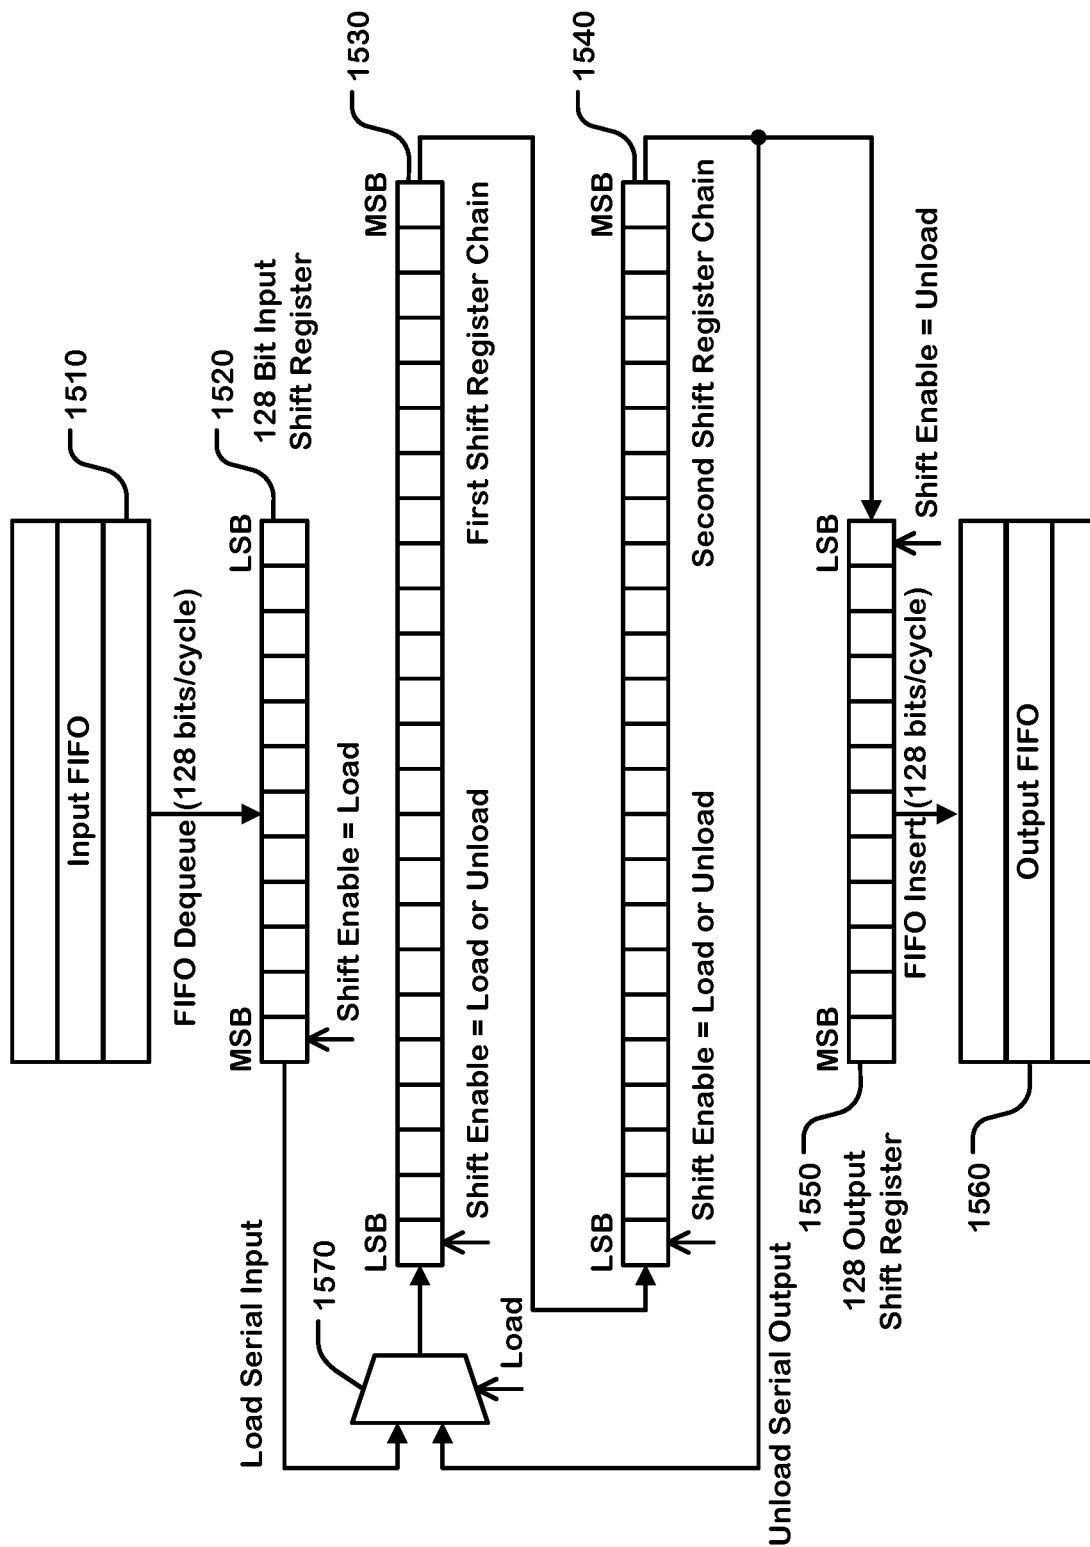 1510
Input FIFO
FIFO Dequeue (128 bits/cycle)
1520
128 Bit Input
Shift Register
MSB
LSB
Shift Enable = Load
Load Serial Input
1530
1570
LSB
MSB
Load
Shift Enable = Load or Unload
First Shift Register Chain
1540
LSB
MSB
Shift Enable = Load or Unload
Second Shift Register Chain
Unload Serial Output
1550
128 Output
Shift Register
MSB
LSB
Shift Enable = Unload
FIFO Insert (128 bits/cycle)
1560
Output FIFO